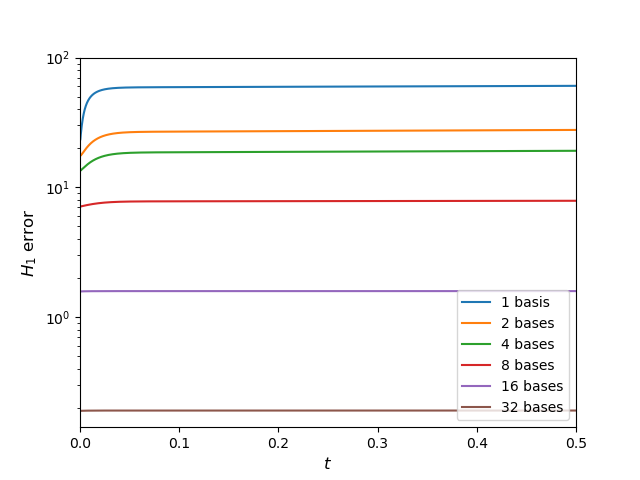 10²
10¹
10⁰
H₁ error
0.0 0.1 0.2 0.3 0.4 0.5
t
1 basis
2 bases
4 bases
8 bases
16 bases
32 bases